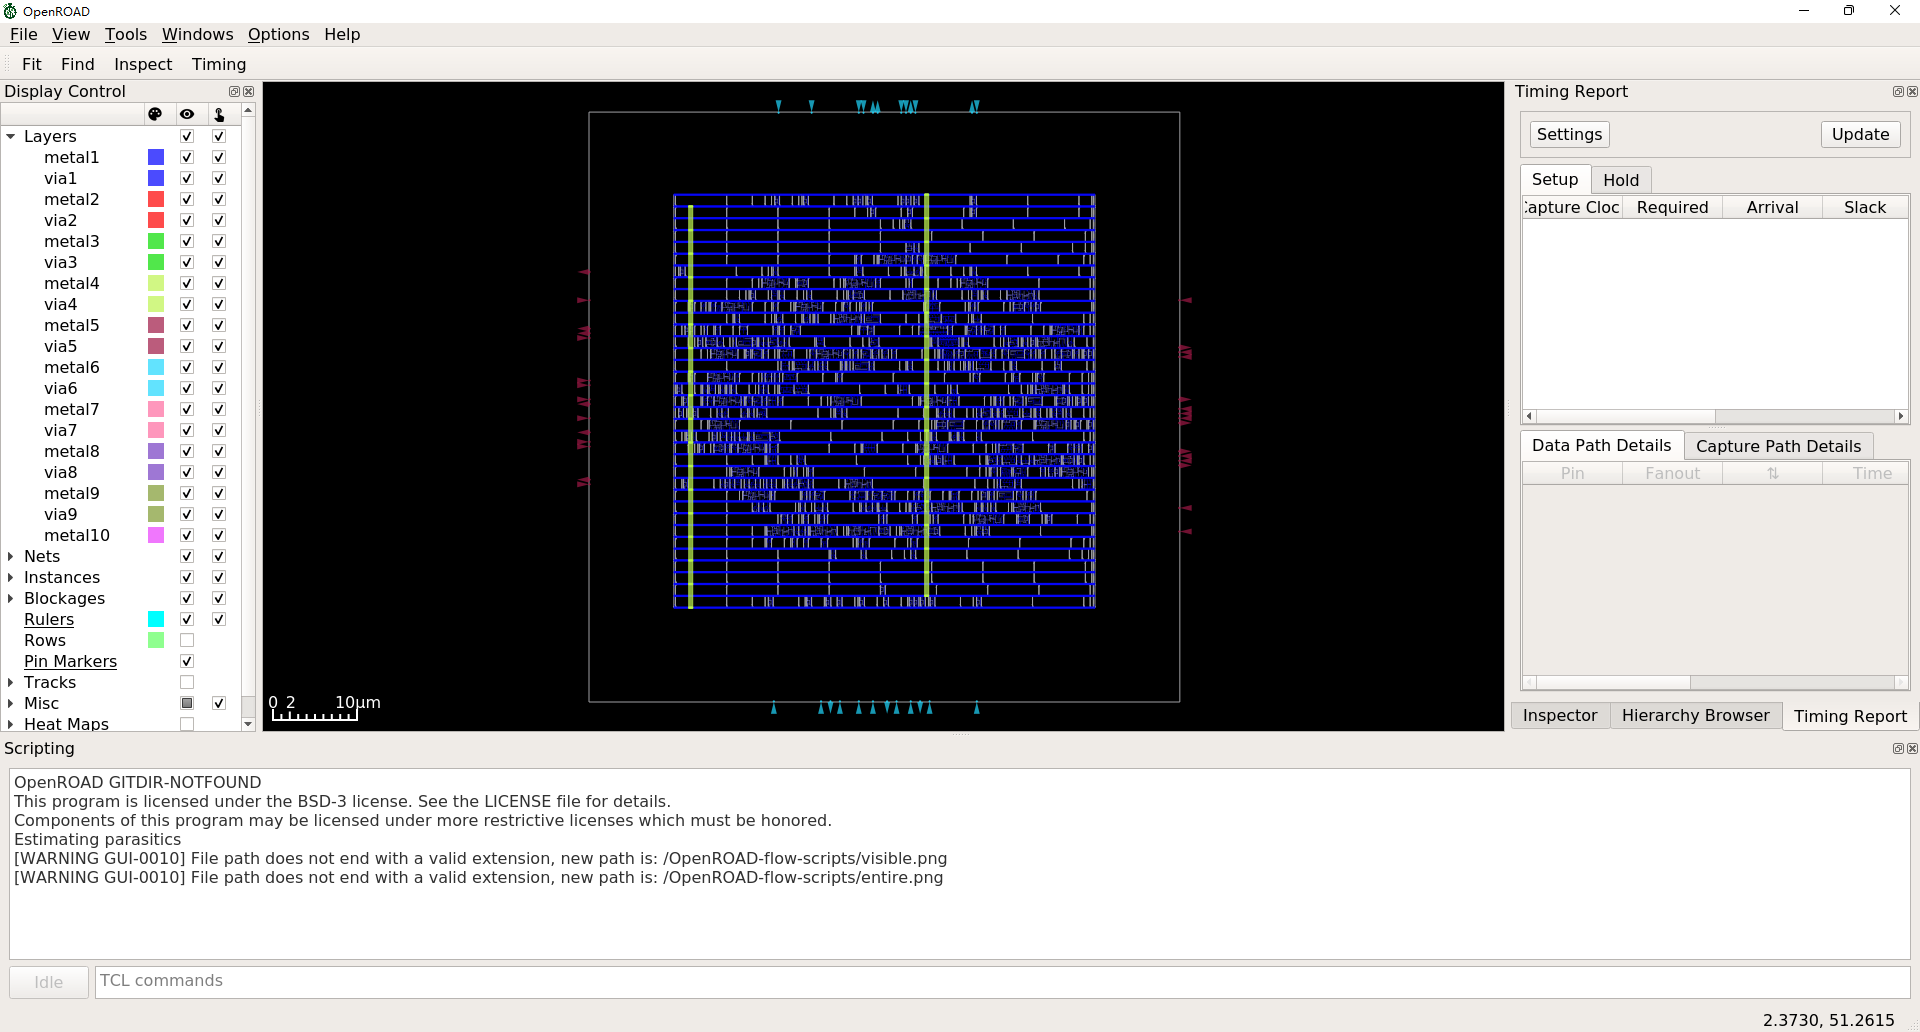 OpenROAD
File View Tools Windows Options Help
Fit Find Inspect Timing
Display Control
Layers
metal1
via1
metal2
via2
metal3
via3
metal4
via4
metal5
via5
metal6
via6
metal7
via7
metal8
via8
metal9
via9
metal10
Nets
Instances
Blockages
Rulers
Rows
Pin Markers
Tracks
Misc
Heat Maps
0 2 10μm
Timing Report
Settings Update
Setup Hold
apture Cloc Required Arrival Slack
Data Path Details Capture Path Details
Pin Fanout ⇅ Time
Inspector Hierarchy Browser Timing Report
Scripting
OpenROAD GITDIR-NOTFOUND
This program is licensed under the BSD-3 license. See the LICENSE file for details.
Components of this program may be licensed under more restrictive licenses which must be honored.
Estimating parasitics
[WARNING GUI-0010] File path does not end with a valid extension, new path is: /OpenROAD-flow-scripts/visible.png
[WARNING GUI-0010] File path does not end with a valid extension, new path is: /OpenROAD-flow-scripts/entire.png
Idle TCL commands
2.3730, 51.2615